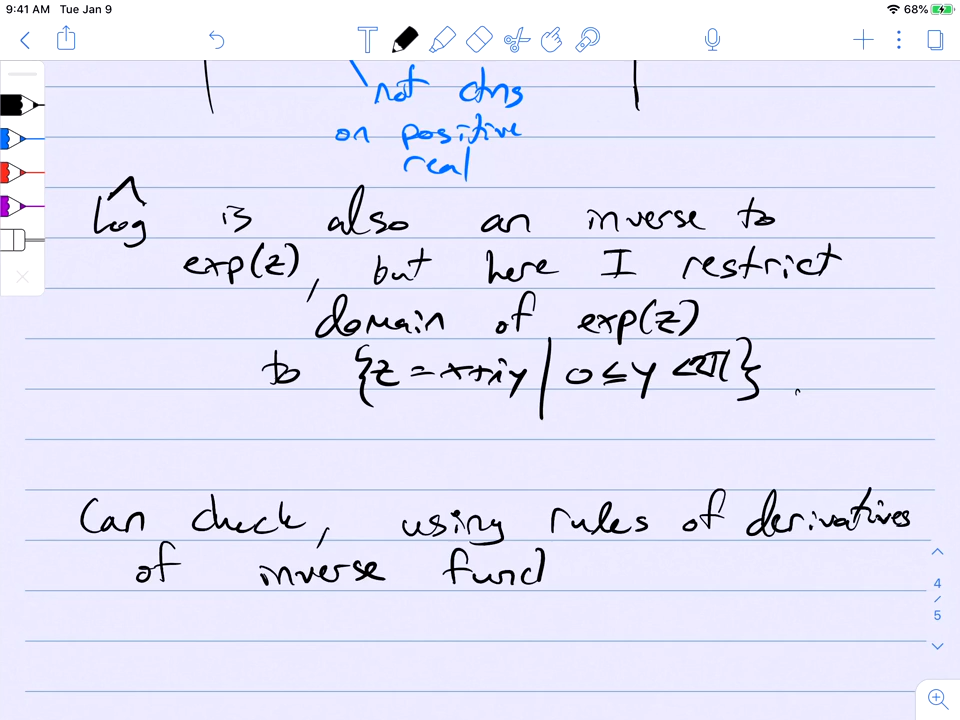 9:41 AM Tue Jan 9
68%
not ctns
on positive
real
L̂og is also an inverse to
exp(z), but here I restrict
domain of exp(z)
to {z = x+iy | 0 ≤ y < 2π}
Can check, using rules of derivatives
of inverse funct
4
/
5